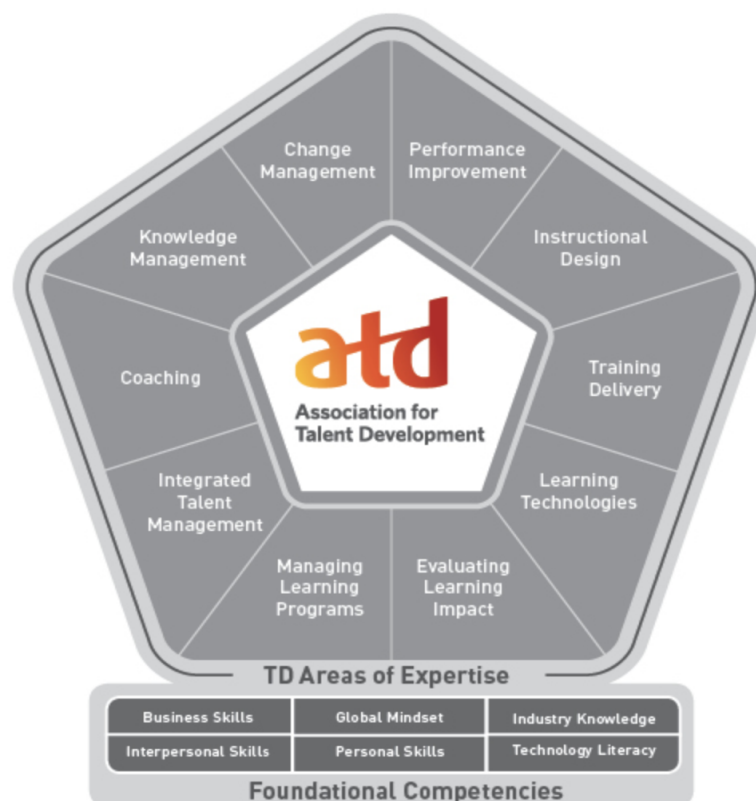 Change
Management
Performance
Improvement
Knowledge
Management
Instructional
Design
Coaching
atd
Association for
Talent Development
Training
Delivery
Integrated
Talent
Management
Learning
Technologies
Managing
Learning
Programs
Evaluating
Learning
Impact
TD Areas of Expertise
Business Skills
Global Mindset
Industry Knowledge
Interpersonal Skills
Personal Skills
Technology Literacy
Foundational Competencies